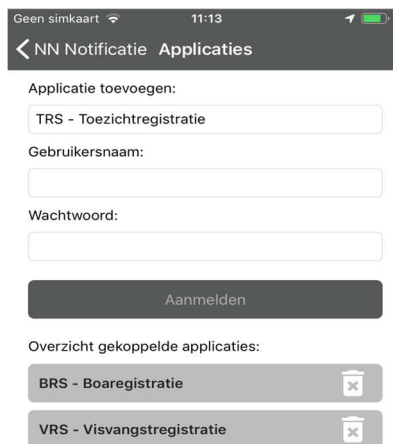 Geen simkaart 11:13
NN Notificatie Applicaties
Applicatie toevoegen:
TRS - Toezichtregistratie
Gebruikersnaam:
Wachtwoord:
Aanmelden
Overzicht gekoppelde applicaties:
BRS - Boaregistratie
VRS - Visvangstregistratie